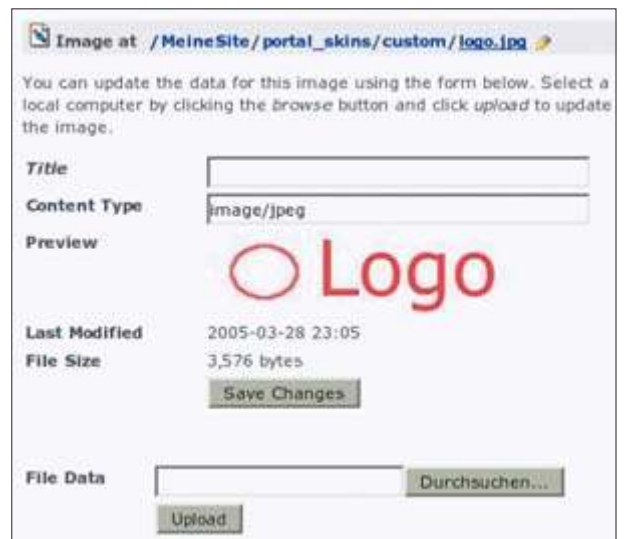 Image at /MeineSite/portal_skins/custom/logo.jpg
You can update the data for this image using the form below. Select a
local computer by clicking the browse button and click upload to update
the image.
Title
Content Type image/jpeg
Preview
Logo
Last Modified 2005-03-28 23:05
File Size 3,576 bytes
Save Changes
File Data Durchsuchen...
Upload